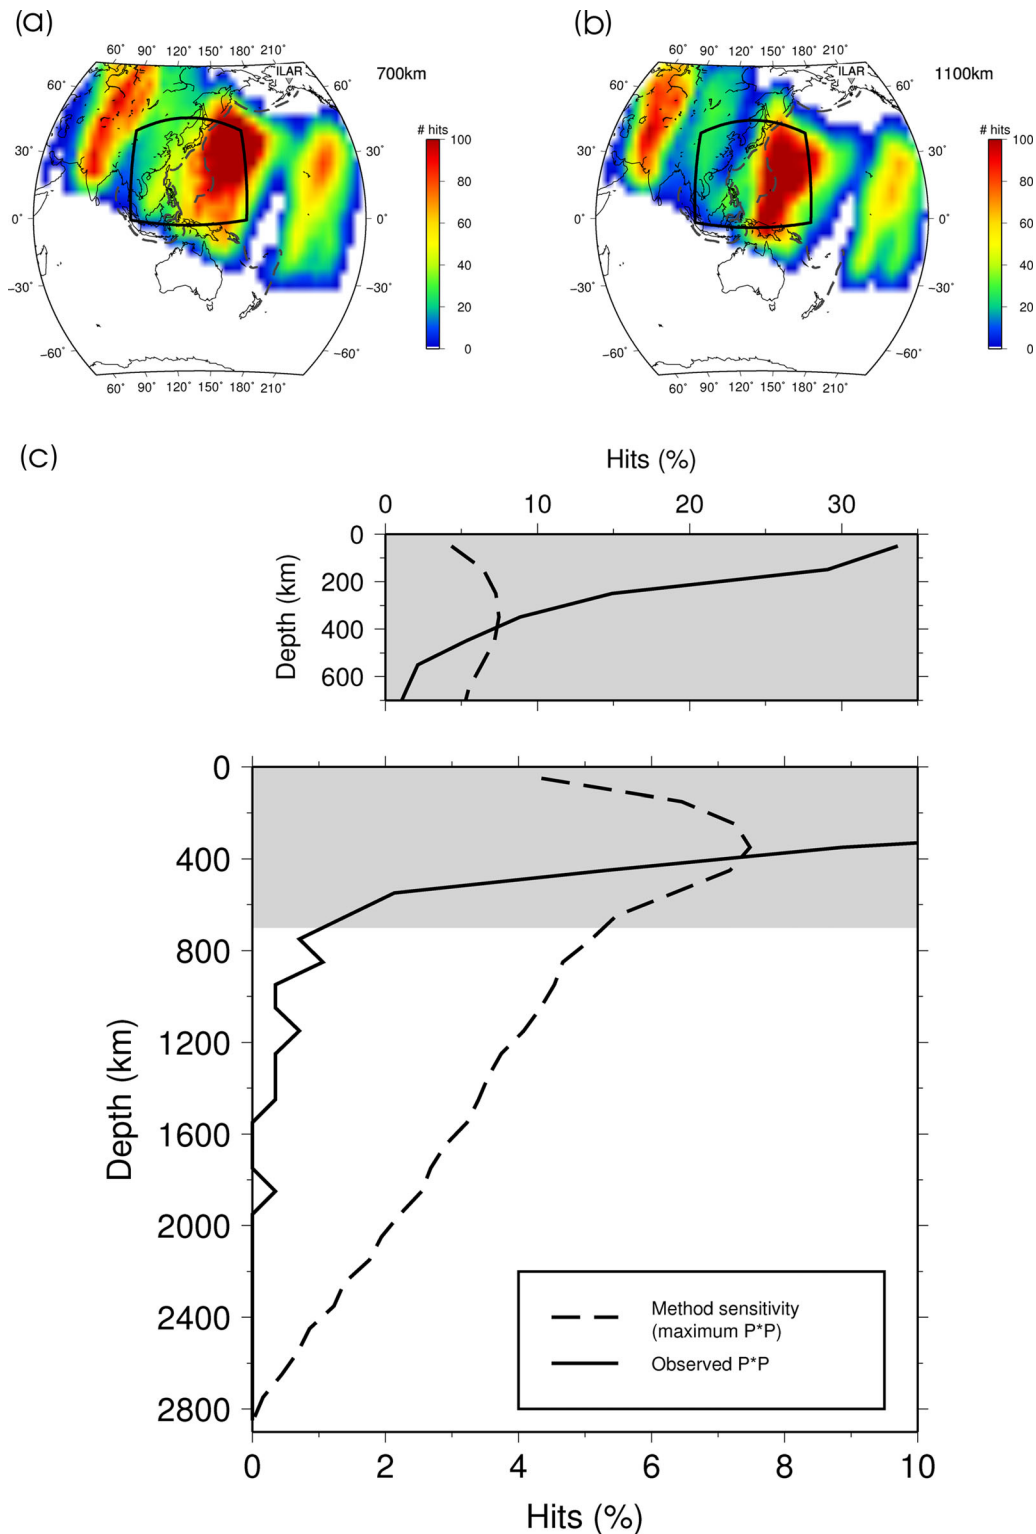 (a)
(b)
60° 90° 120° 150° 180° 210°
60° 90° 120° 150° 180° 210°
ILAR
700km
ILAR
1100km
60°
60°
60°
60°
# hits
# hits
100
100
30°
30°
30°
30°
80
80
60
60
0°
0°
0°
0°
40
40
20
20
−30°
−30°
−30°
−30°
0
0
−60°
−60°
−60°
−60°
60° 90° 120° 150° 180° 210°
60° 90° 120° 150° 180° 210°
(c)
Hits (%)
0 10 20 30
0
200
400
600
Depth (km)
0
400
800
1200
1600
2000
2400
2800
Depth (km)
Method sensitivity
(maximum P*P)
Observed P*P
0 2 4 6 8 10
Hits (%)